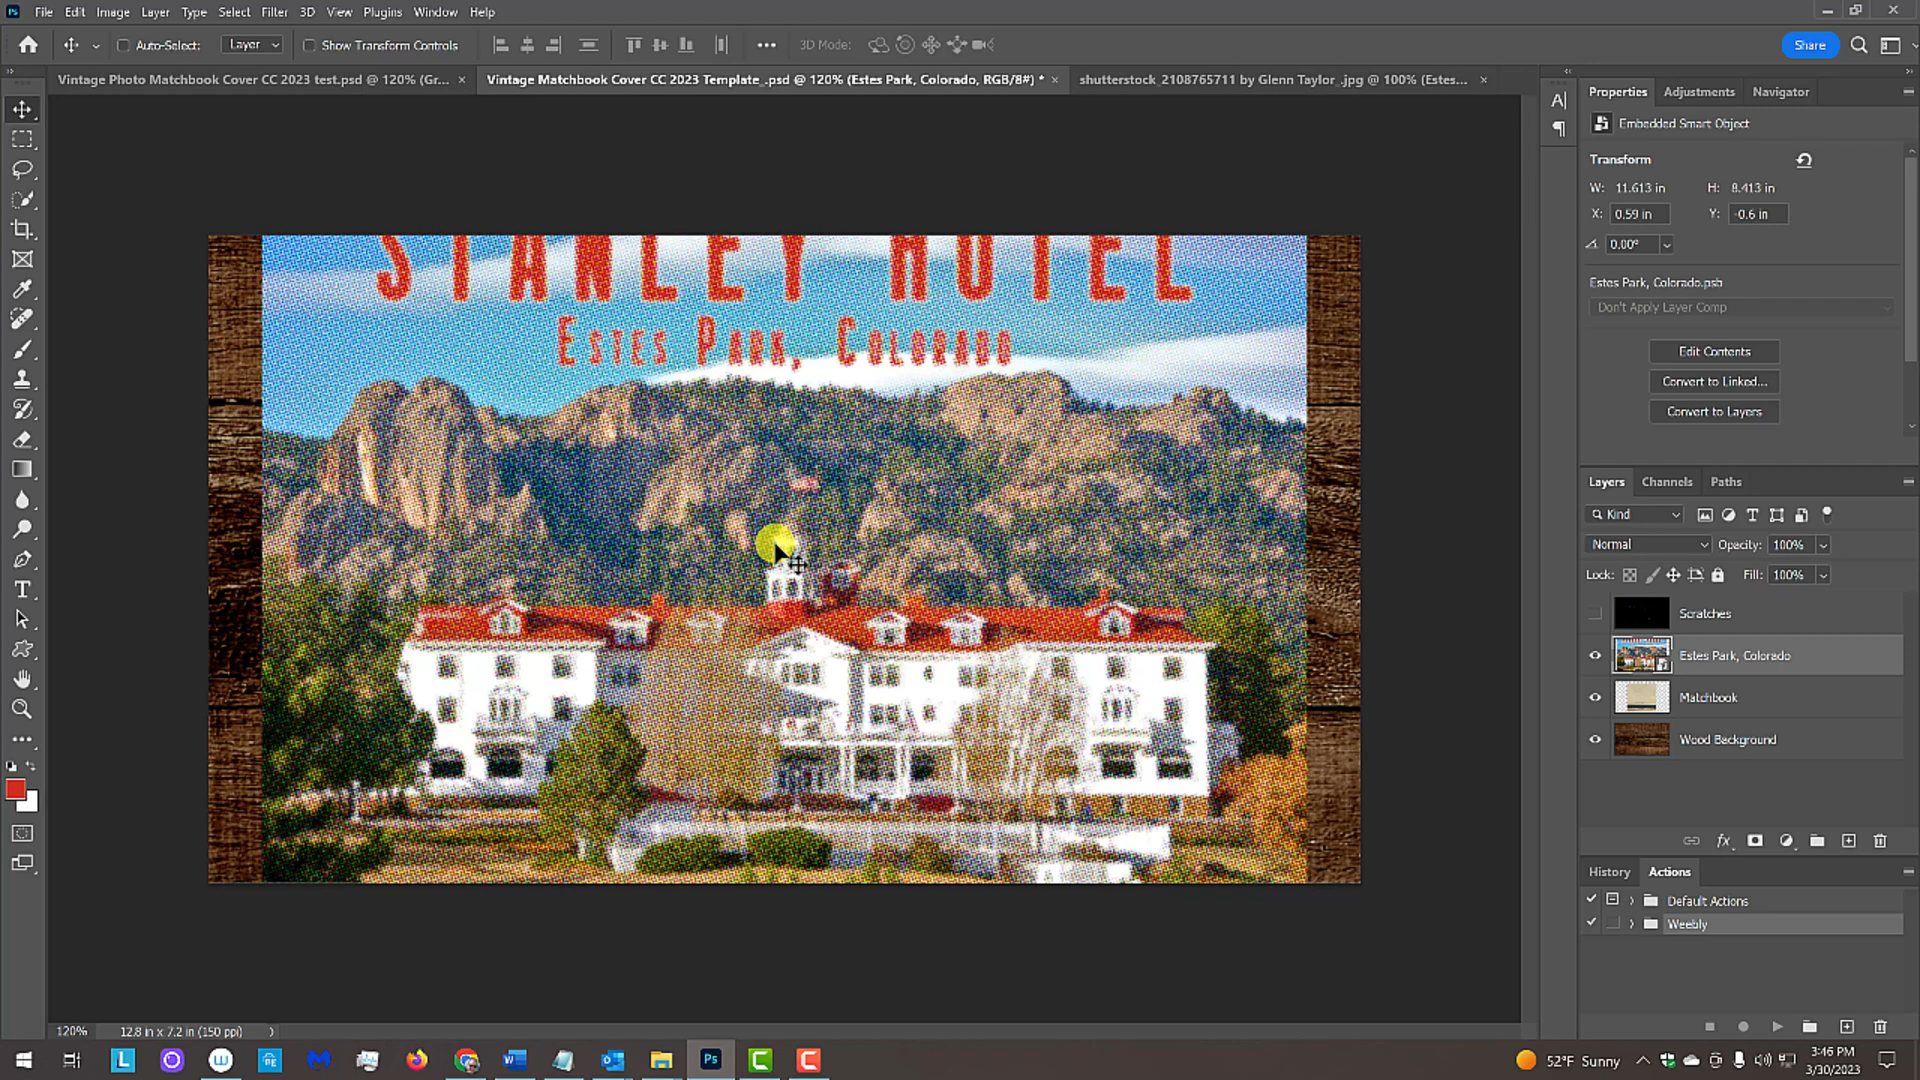 File Edit Image Layer Type Select Filter 3D View Plugins Window Help
Auto-Select: Layer Show Transform Controls 3D Mode: Share
Vintage Photo Matchbook Cover CC 2023 test.psd @ 120% (Gr... × Vintage Matchbook Cover CC 2023 Template_.psd @ 120% (Estes Park, Colorado, RGB/8#) * × shutterstock_2108765711 by Glenn Taylor_.jpg @ 100% (Estes... ×
Properties Adjustments Navigator
Embedded Smart Object
Transform
W: 11.613 in H: 8.413 in
X: 0.59 in Y: -0.6 in
0.00°
Estes Park, Colorado.psb
Don't Apply Layer Comp
Edit Contents
Convert to Linked...
Convert to Layers
STANLEY HOTEL
Estes Park, Colorado
Layers Channels Paths
Kind
Normal Opacity: 100%
Lock: Fill: 100%
Scratches
Estes Park, Colorado
Matchbook
Wood Background
fx
History Actions
Default Actions
Weebly
120% 12.8 in x 7.2 in (150 ppi)
52°F Sunny
3:46 PM
3/30/2023